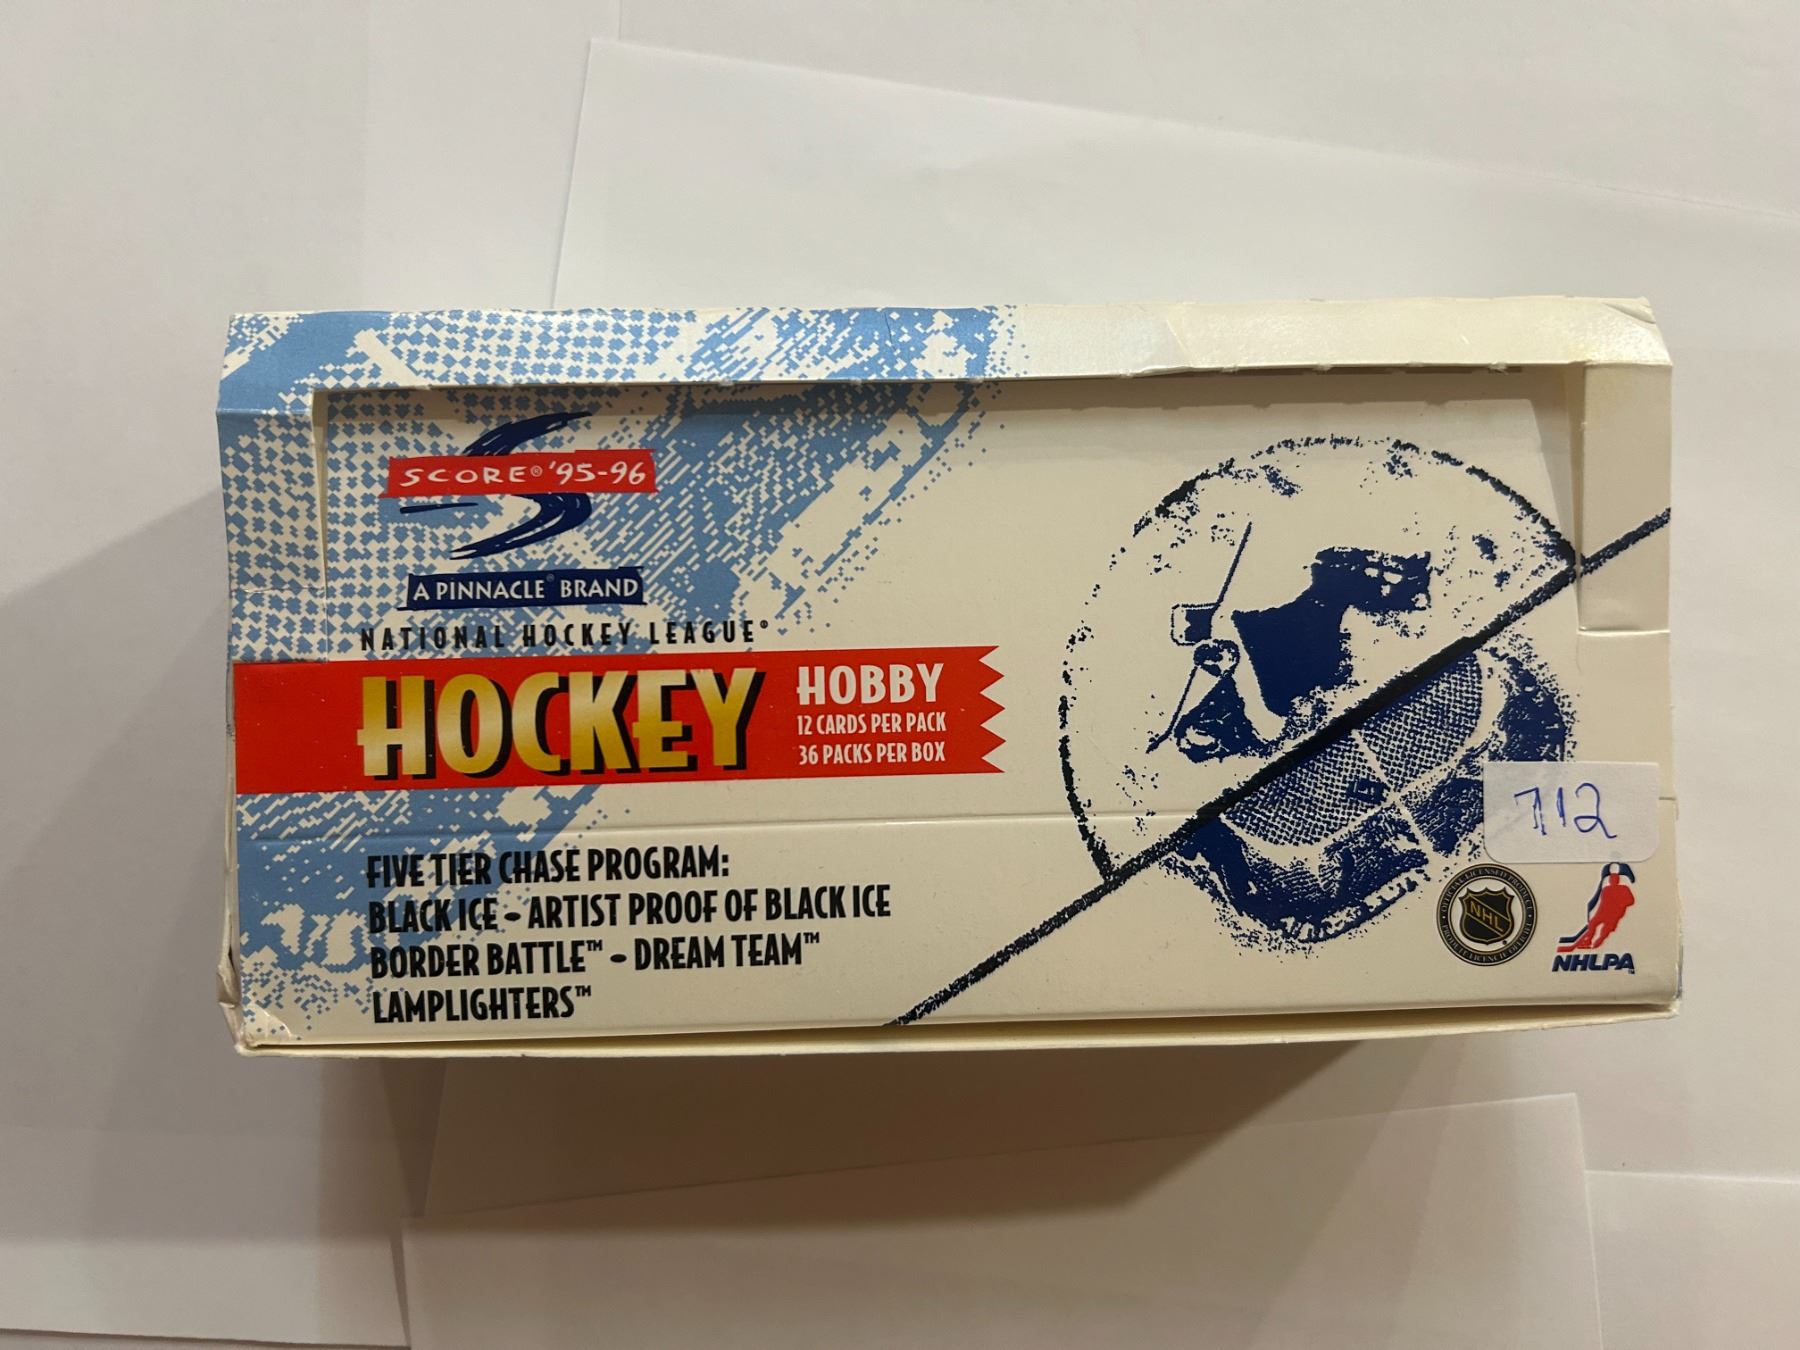 SCORE® '95-96
A PINNACLE® BRAND
NATIONAL HOCKEY LEAGUE®
HOCKEY
HOBBY
12 CARDS PER PACK
36 PACKS PER BOX
FIVE TIER CHASE PROGRAM:
BLACK ICE - ARTIST PROOF OF BLACK ICE
BORDER BATTLE™ - DREAM TEAM™
LAMPLIGHTERS™
712
NHL
NHLPA